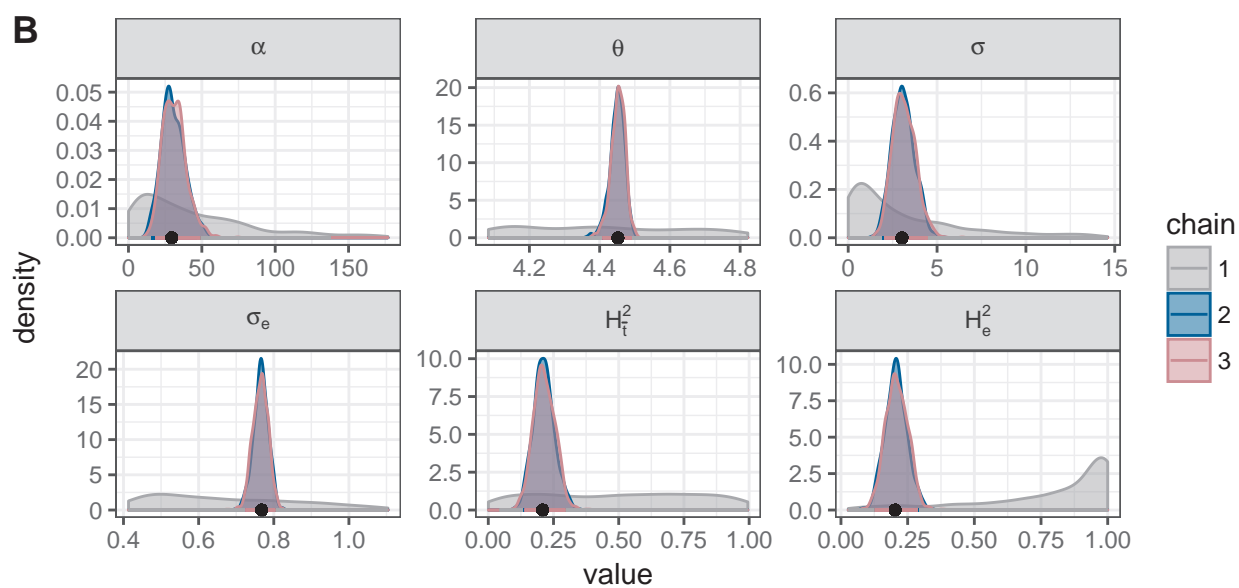 B
α θ σ
0.05 0.04 0.03 0.02 0.01 0.00
20 15 10 5 0
0.6 0.4 0.2 0.0
0 50 100 150
4.2 4.4 4.6 4.8
0 5 10 15
density
σe H²t̄ H²e
20 15 10 5 0
10.0 7.5 5.0 2.5 0.0
10.0 7.5 5.0 2.5 0.0
0.4 0.6 0.8 1.0
0.00 0.25 0.50 0.75 1.00
0.00 0.25 0.50 0.75 1.00
value
chain
1
2
3